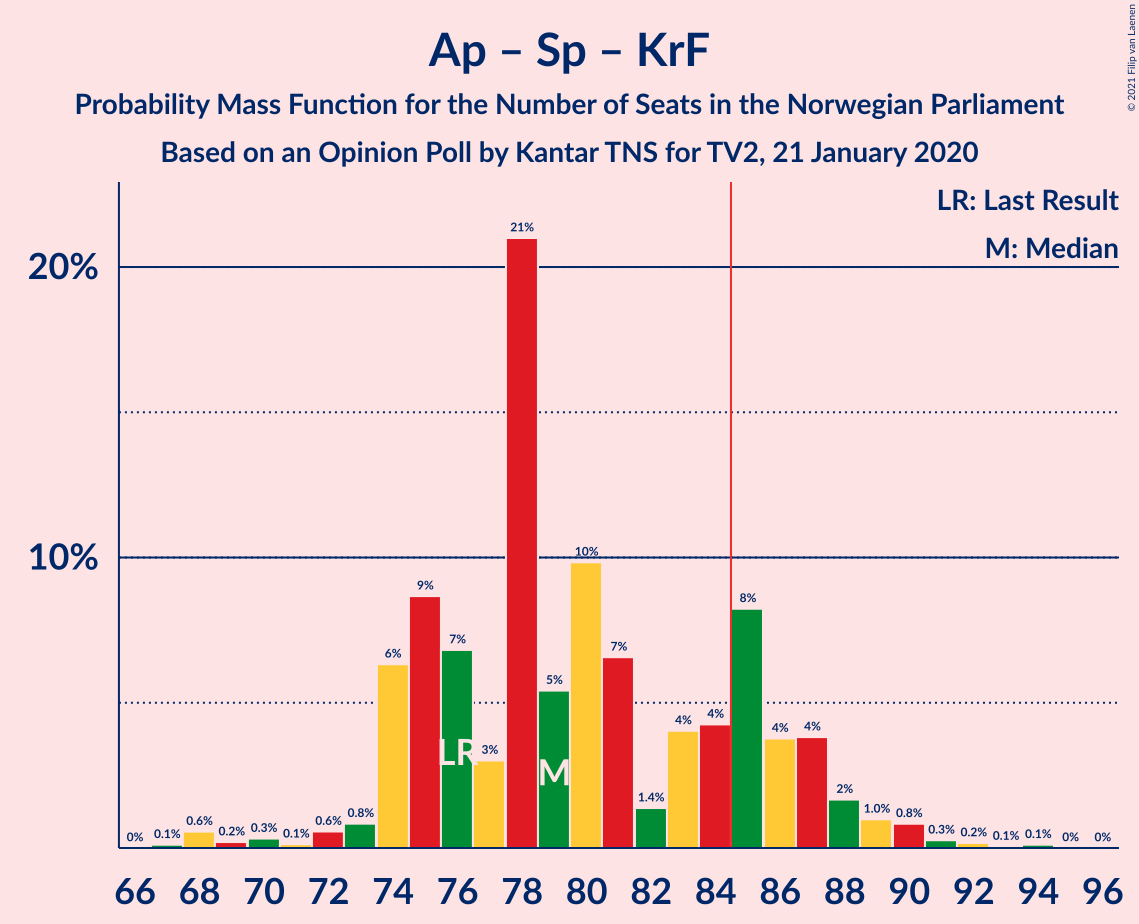 Ap – Sp – KrF
Probability Mass Function for the Number of Seats in the Norwegian Parliament
Based on an Opinion Poll by Kantar TNS for TV2, 21 January 2020
© 2021 Filip van Laenen
LR: Last Result
M: Median
20%
10%
0% 0.1% 0.6% 0.2% 0.3% 0.1% 0.6% 0.8% 6% 9% 7% 3% 21% 5% 10% 7% 1.4% 4% 4% 8% 4% 4% 2% 1.0% 0.8% 0.3% 0.2% 0.1% 0.1% 0% 0%
LR M
66 68 70 72 74 76 78 80 82 84 86 88 90 92 94 96